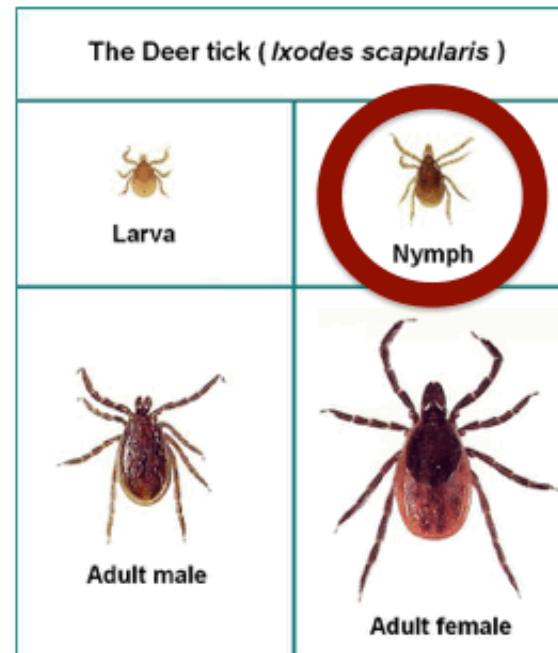 The Deer tick ( Ixodes scapularis )
Larva
Nymph
Adult male
Adult female